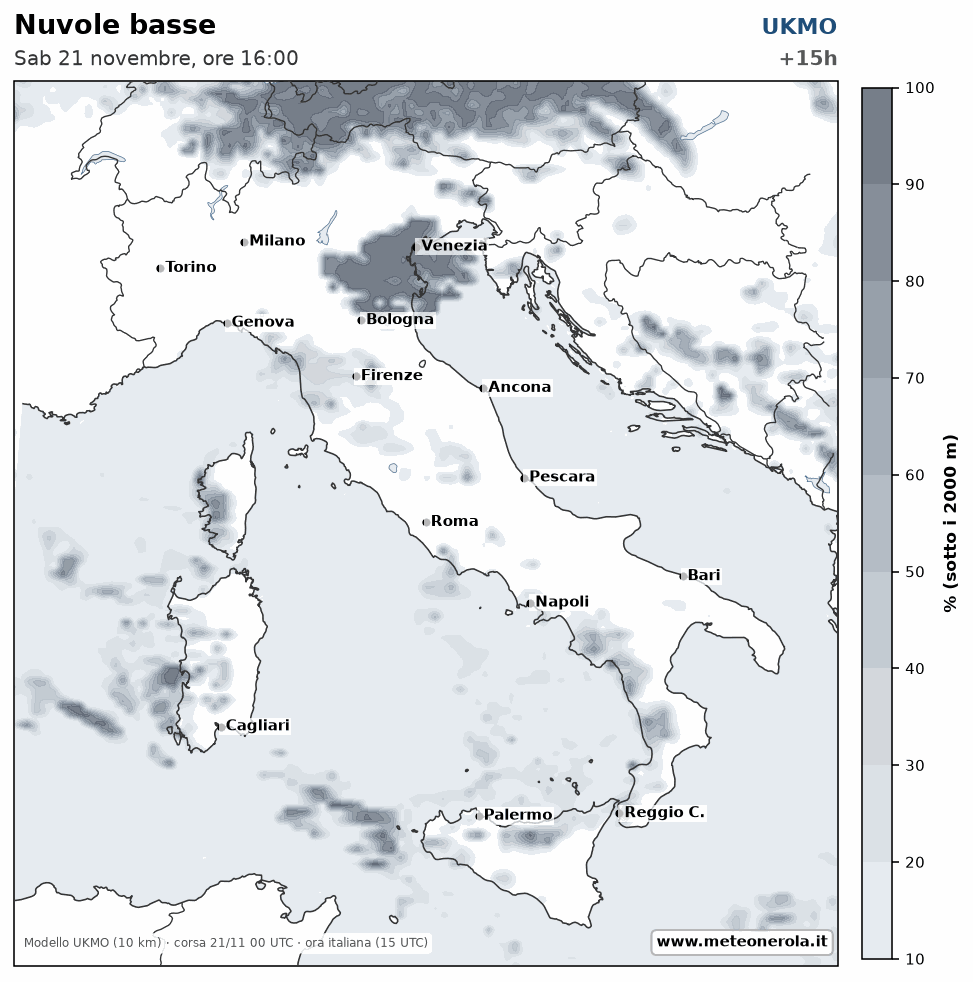 Nuvole basse
UKMO
Sab 21 novembre, ore 16:00
+15h
100
90
80
70
60
50
40
30
20
10
% (sotto i 2000 m)
Venezia
Milano
Torino
Bologna
Genova
Firenze
Ancona
Pescara
Roma
Bari
Napoli
Cagliari
Reggio C.
Palermo
Modello UKMO (10 km) · corsa 21/11 00 UTC · ora italiana (15 UTC)
www.meteonerola.it